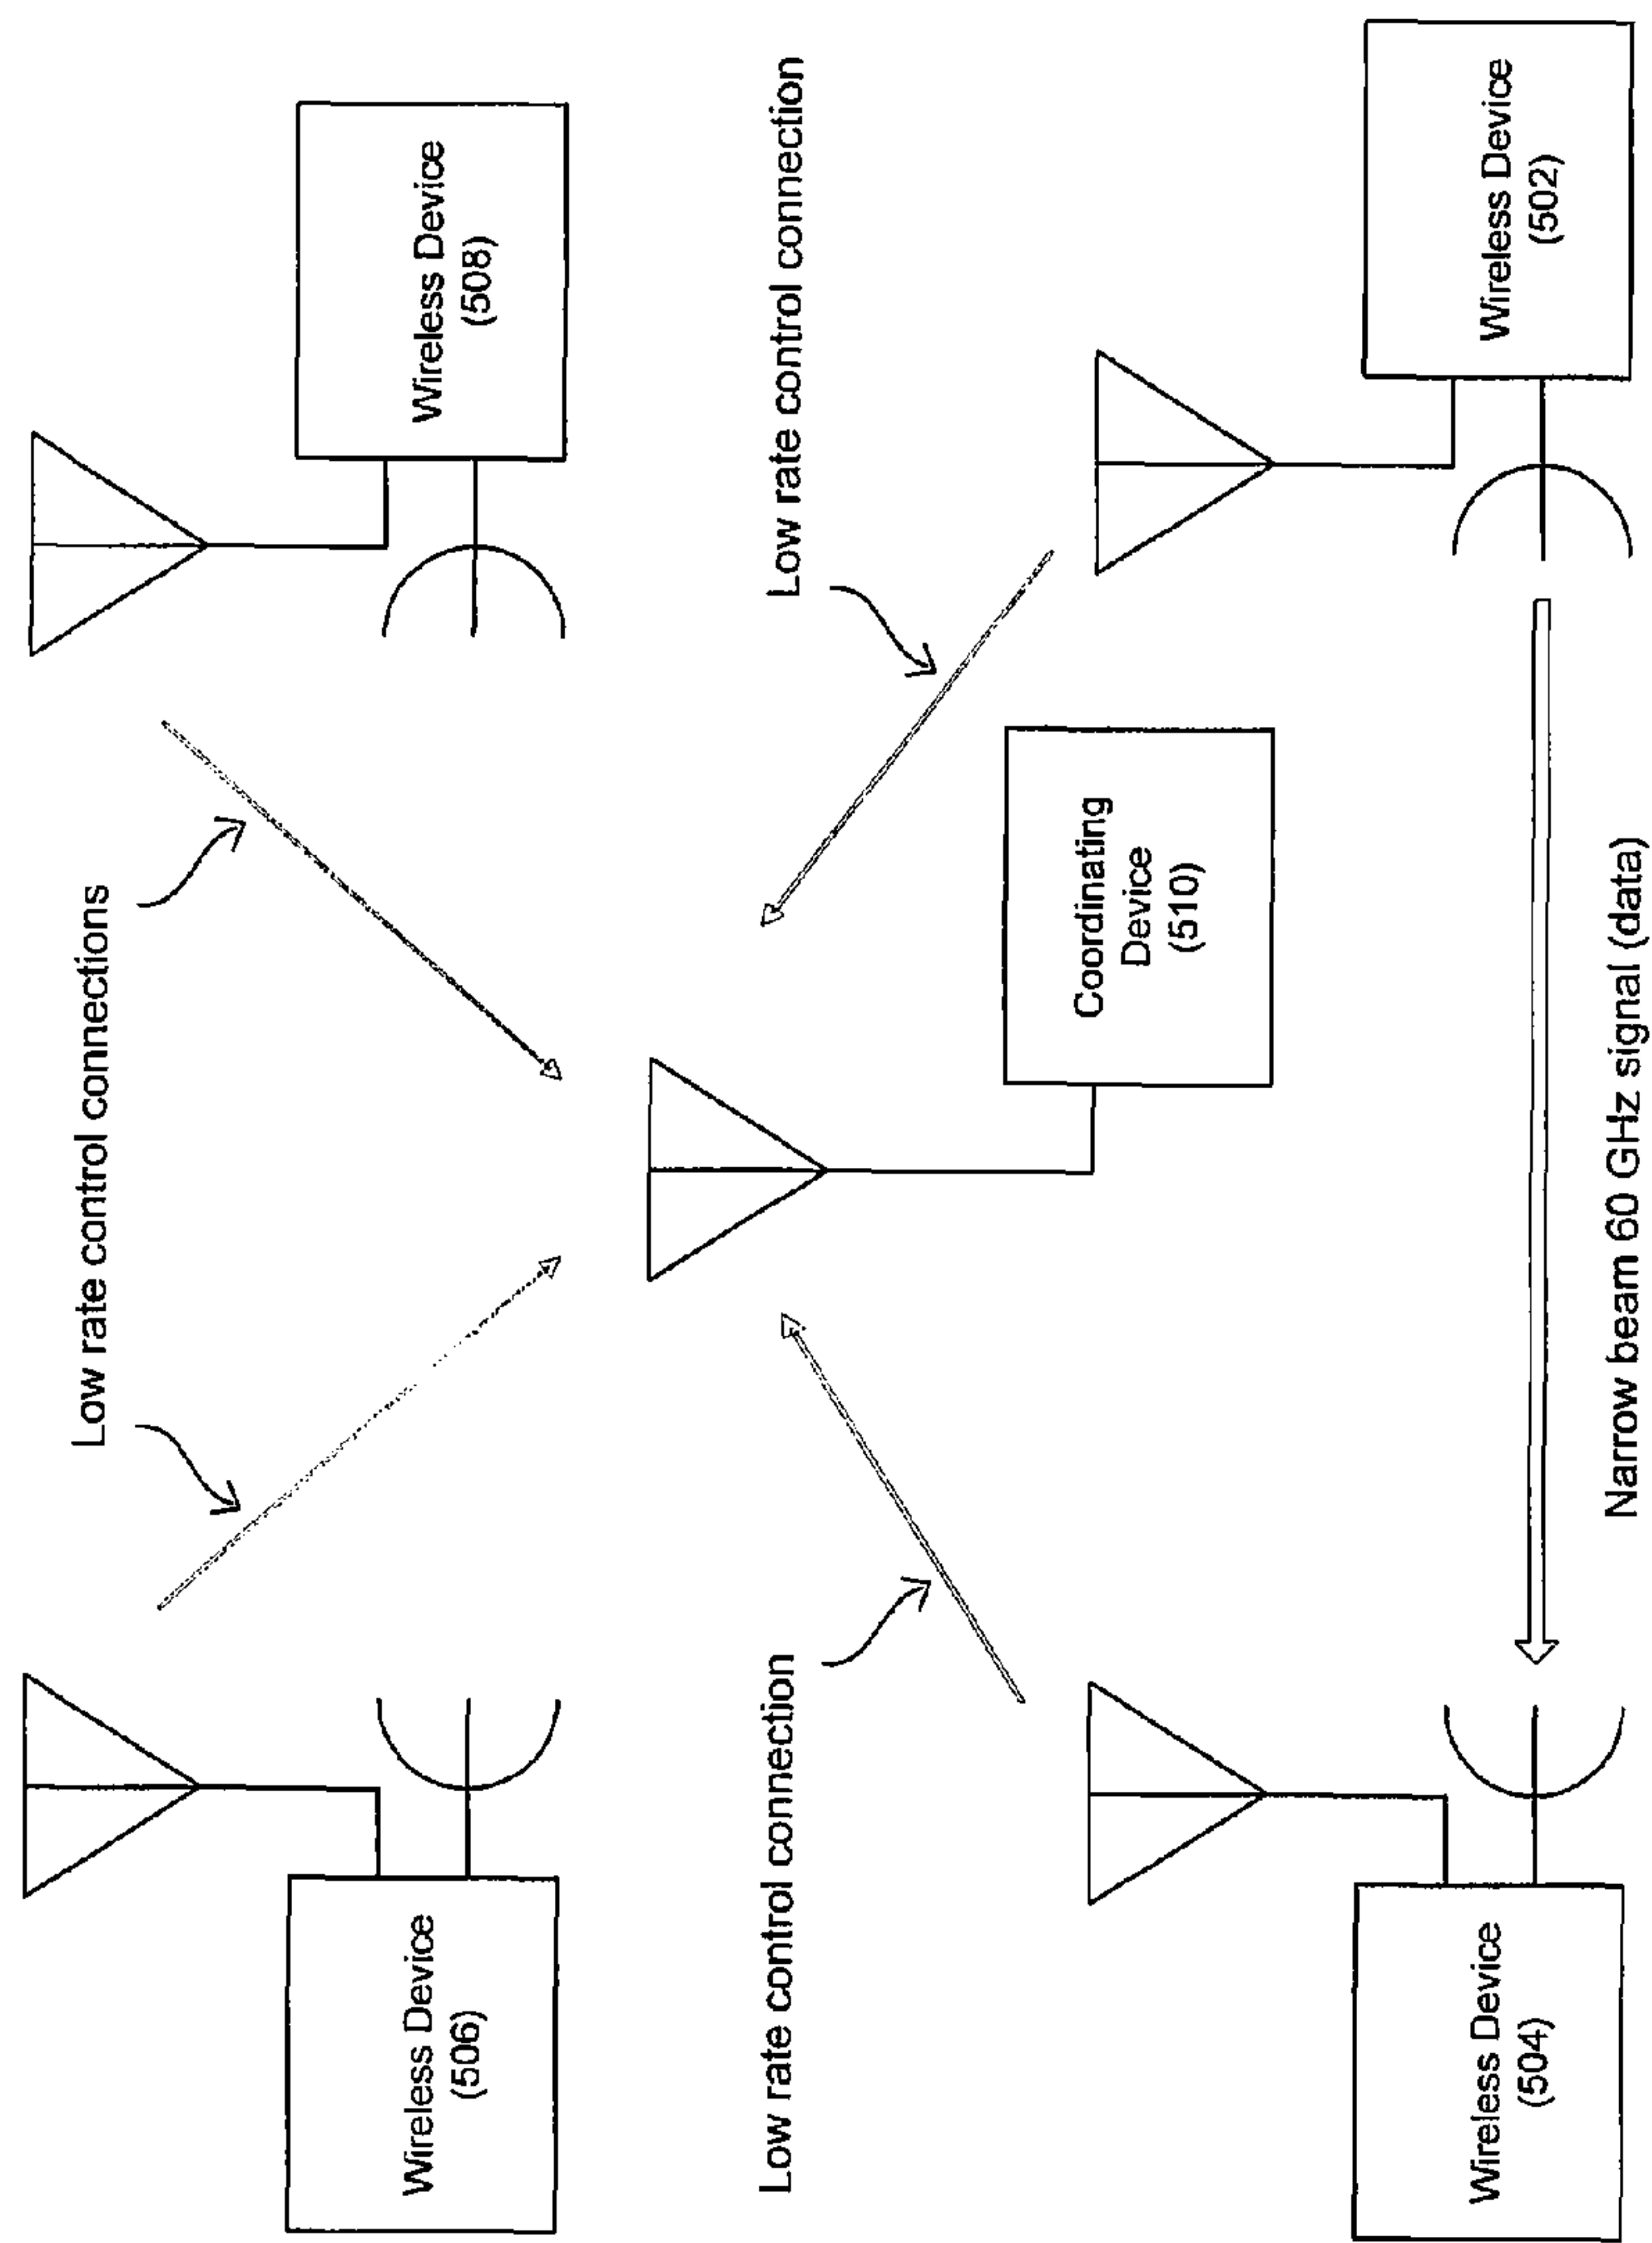 Low rate control connections
Wireless Device
(506)
Wireless Device
(508)
Low rate control connection
Low rate control connection
Coordinating
Device
(510)
Wireless Device
(504)
Wireless Device
(502)
Narrow beam 60 GHz signal (data)